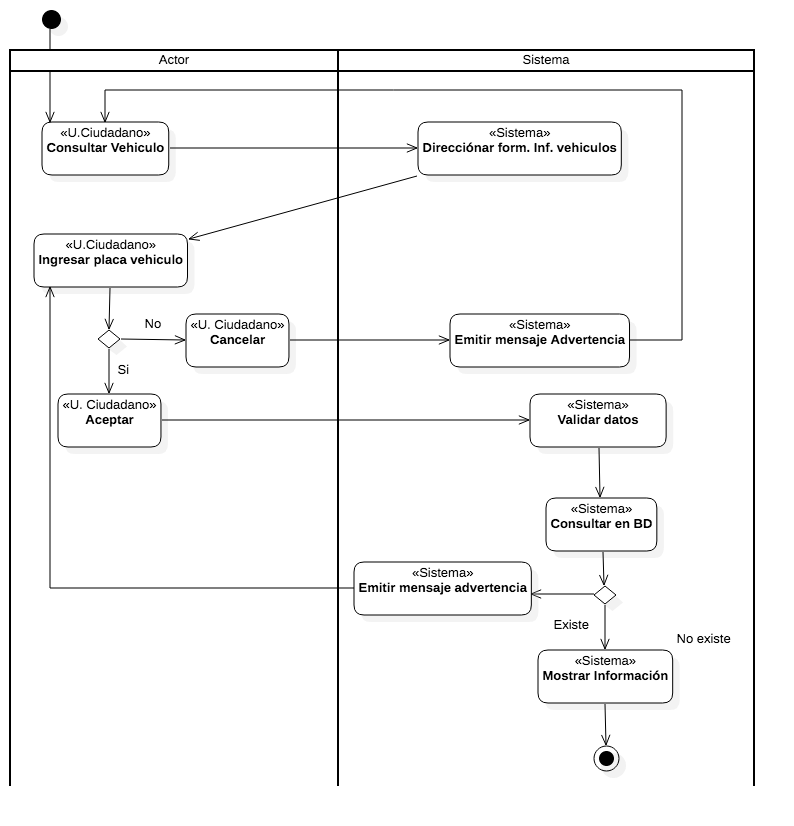 Actor
Sistema
«U.Ciudadano»
Consultar Vehiculo
«Sistema»
Direcciónar form. Inf. vehiculos
«U.Ciudadano»
Ingresar placa vehiculo
No
«U. Ciudadano»
Cancelar
«Sistema»
Emitir mensaje Advertencia
Si
«U. Ciudadano»
Aceptar
«Sistema»
Validar datos
«Sistema»
Consultar en BD
«Sistema»
Emitir mensaje advertencia
Existe
No existe
«Sistema»
Mostrar Información